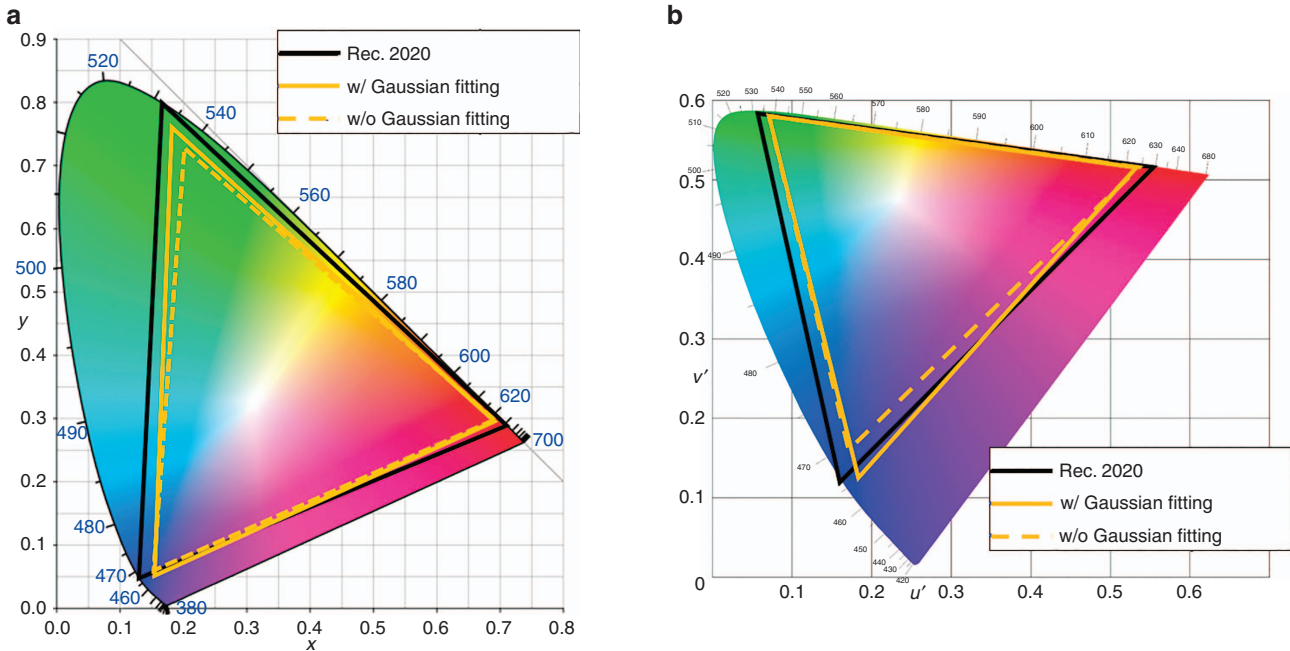 a
Rec. 2020
w/ Gaussian fitting
w/o Gaussian fitting
0.9
0.8
0.7
0.6
0.5
y
0.4
0.3
0.2
0.1
0.0
520
540
560
580
600
620
700
500
490
480
470
460
380
0.0 0.1 0.2 0.3 0.4 0.5 0.6 0.7 0.8
x
b
0.6
0.5
0.4
0.3
v′
0.2
0.1
0
520 530 540 550 560 570 580 590 600 610 620 630 640 680
510
500
490
480
470
460
450
440
430
420
Rec. 2020
w/ Gaussian fitting
w/o Gaussian fitting
0.1 0.2 u′ 0.3 0.4 0.5 0.6